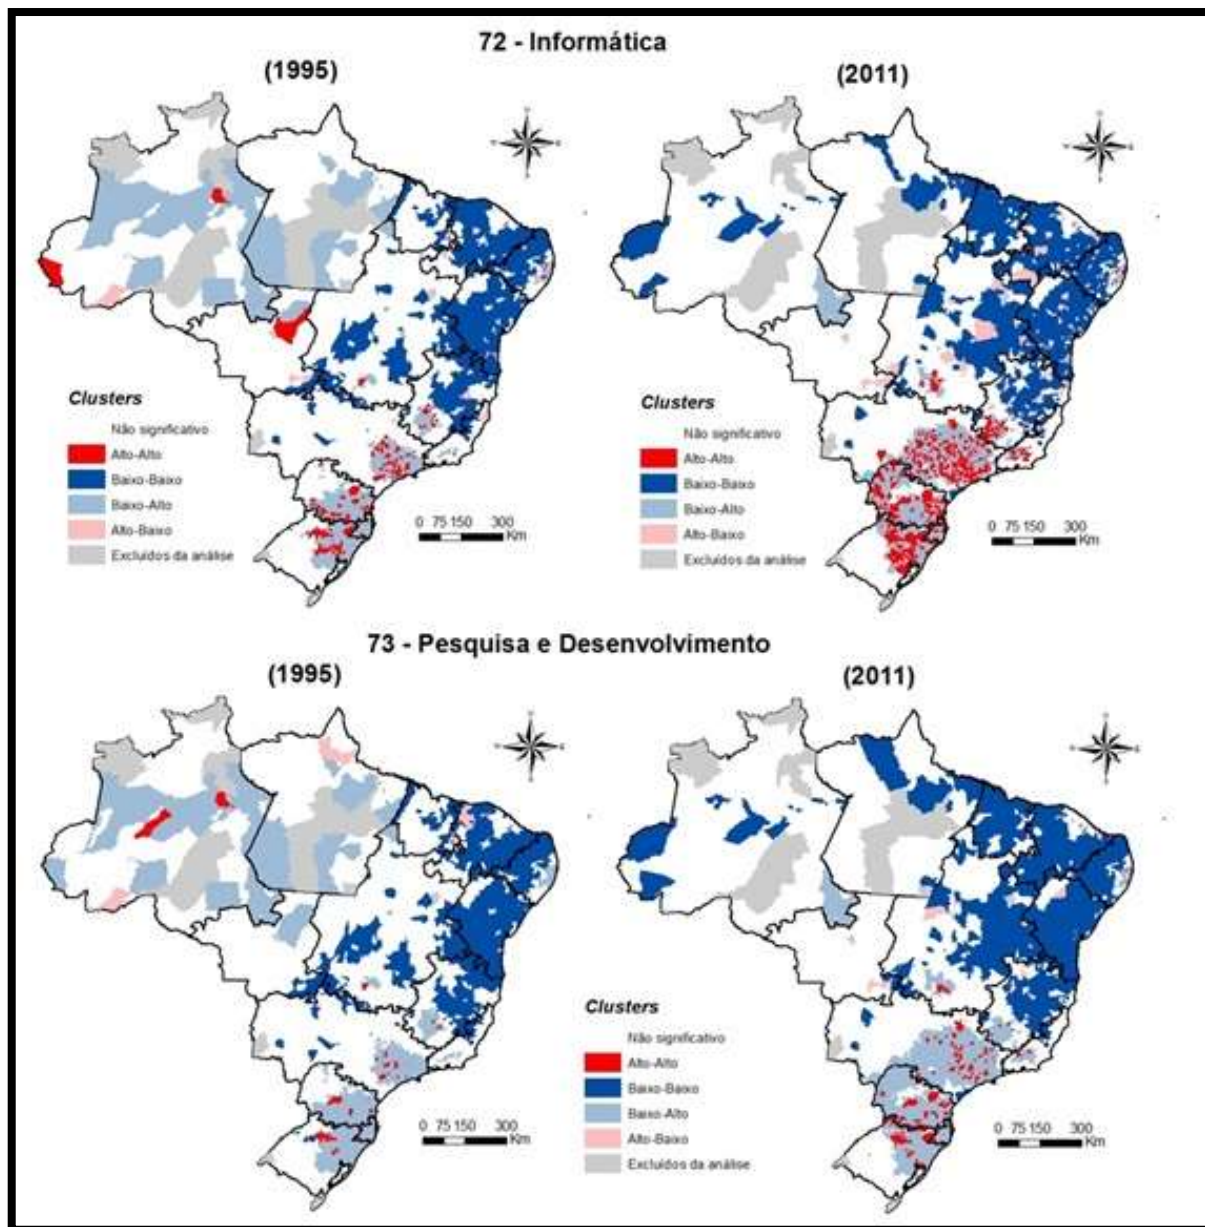 72 - Informática
(1995)
(2011)
Clusters
Não significativo
Alto-Alto
Baixo-Baixo
Baixo-Alto
Alto-Baixo
Excluídos da análise
0 75 150 300
Km
Clusters
Não significativo
Alto-Alto
Baixo-Baixo
Baixo-Alto
Alto-Baixo
Excluídos da análise
0 75 150 300
Km
73 - Pesquisa e Desenvolvimento
(1995)
(2011)
0 75 150 300
Km
Clusters
Não significativo
Alto-Alto
Baixo-Baixo
Baixo-Alto
Alto-Baixo
Excluídos da análise
0 75 150 300
Km